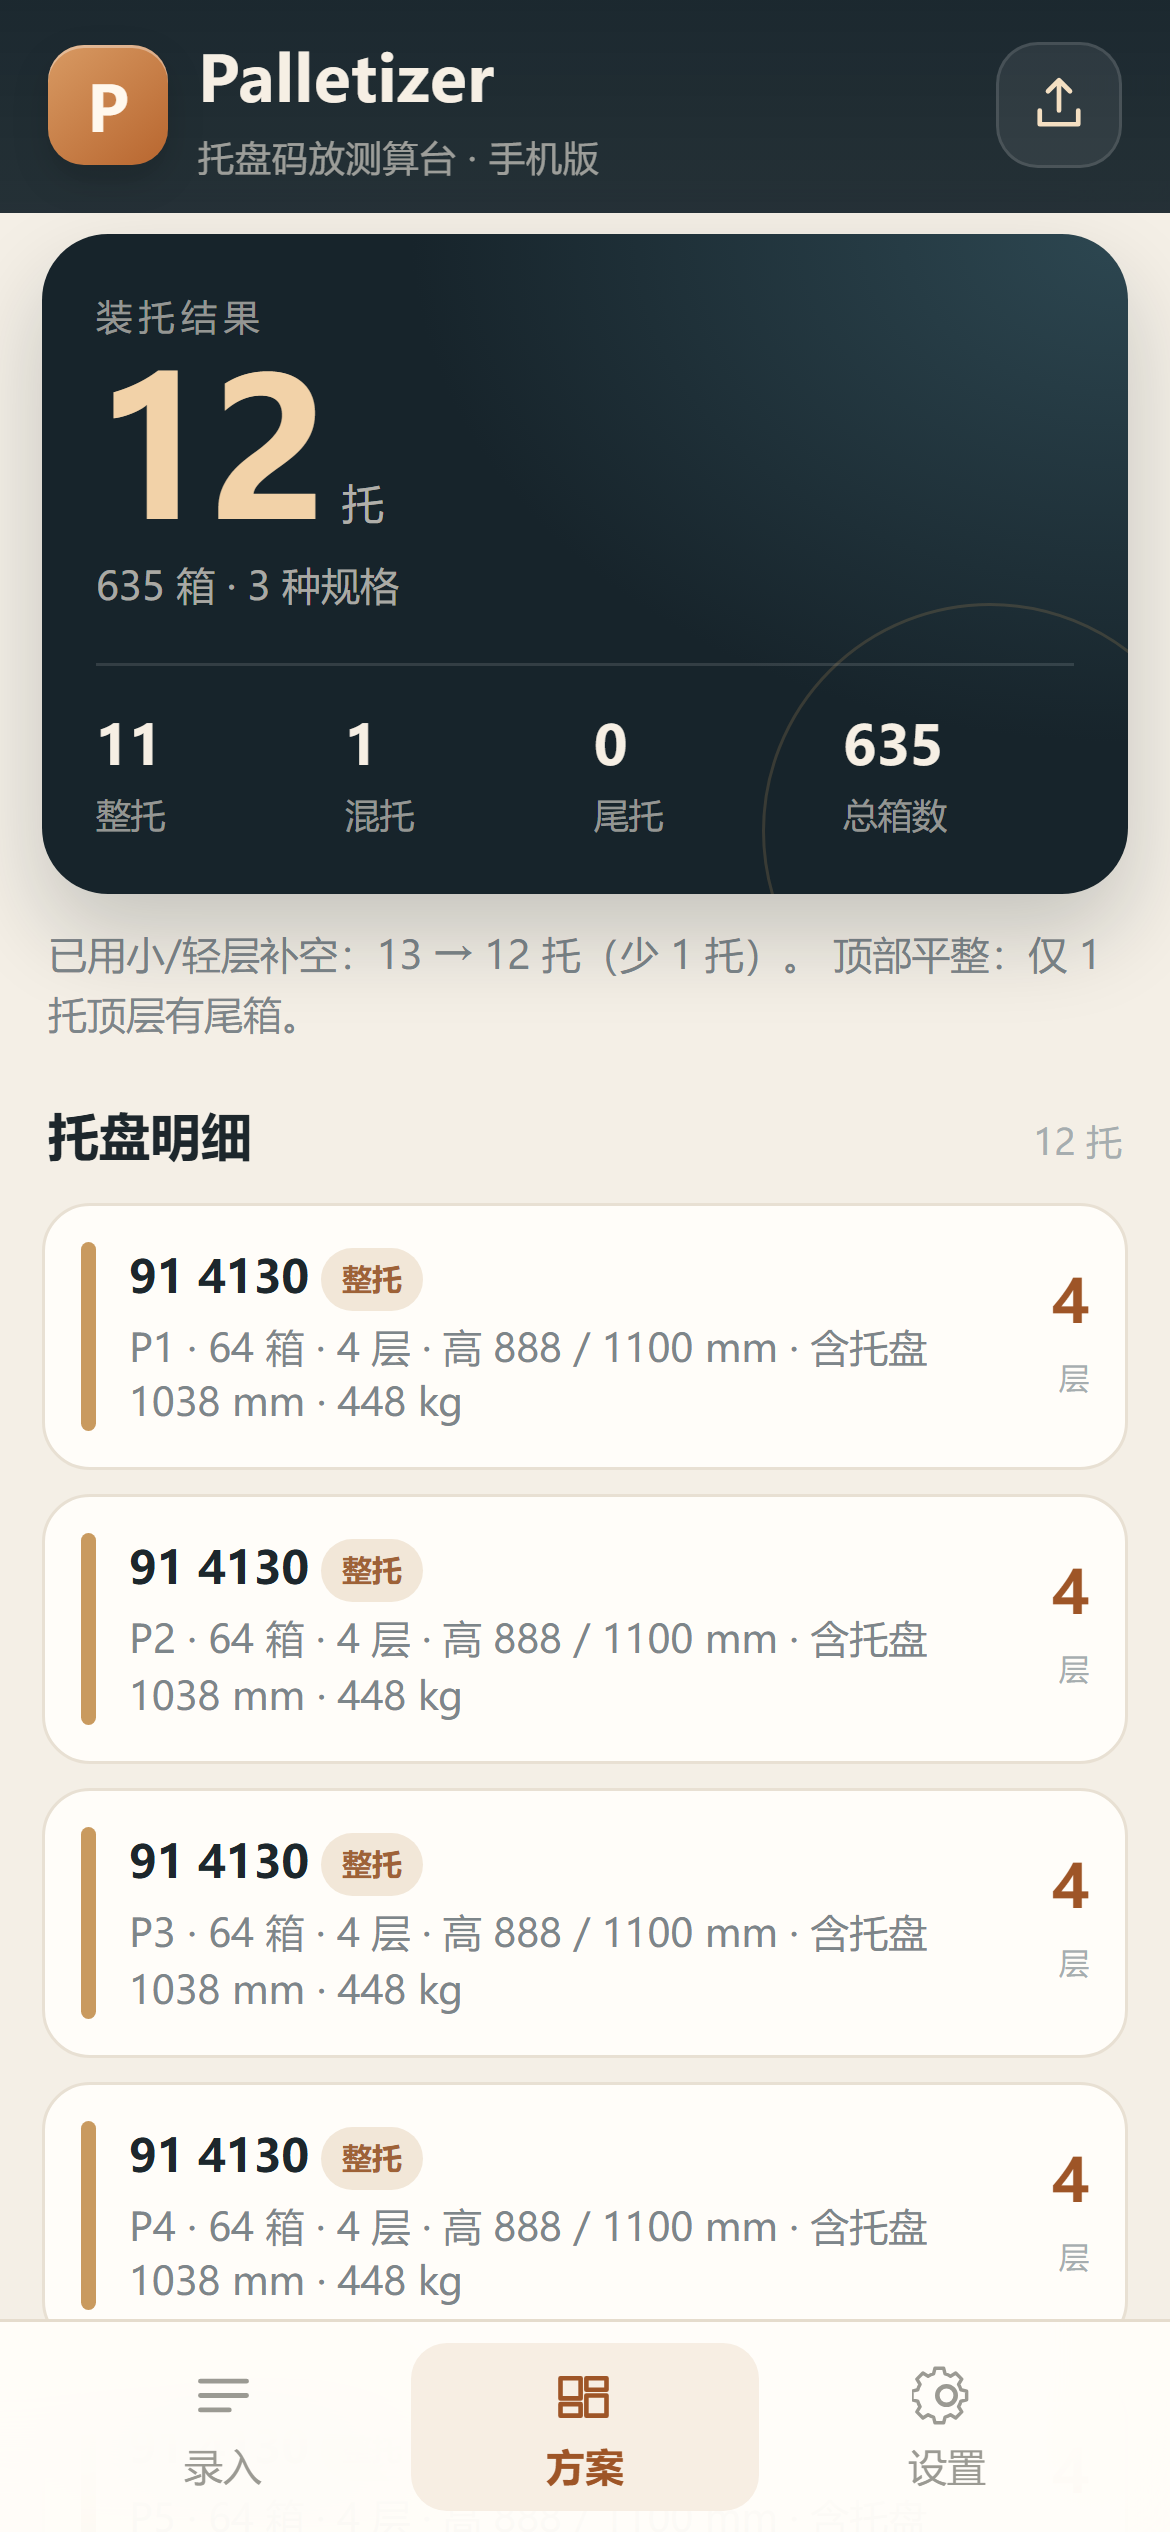 P
Palletizer
托盘码放测算台 · 手机版
装托结果
12 托
635 箱 · 3 种规格
11 1 0 635
整托 混托 尾托 总箱数
已用小/轻层补空：13 → 12 托（少 1 托）。 顶部平整：仅 1
托顶层有尾箱。
托盘明细 12 托
91 4130 整托
P1 · 64 箱 · 4 层 · 高 888 / 1100 mm · 含托盘
1038 mm · 448 kg
4
层
91 4130 整托
P2 · 64 箱 · 4 层 · 高 888 / 1100 mm · 含托盘
1038 mm · 448 kg
4
层
91 4130 整托
P3 · 64 箱 · 4 层 · 高 888 / 1100 mm · 含托盘
1038 mm · 448 kg
4
层
91 4130 整托
P4 · 64 箱 · 4 层 · 高 888 / 1100 mm · 含托盘
1038 mm · 448 kg
4
层
录入 方案 设置